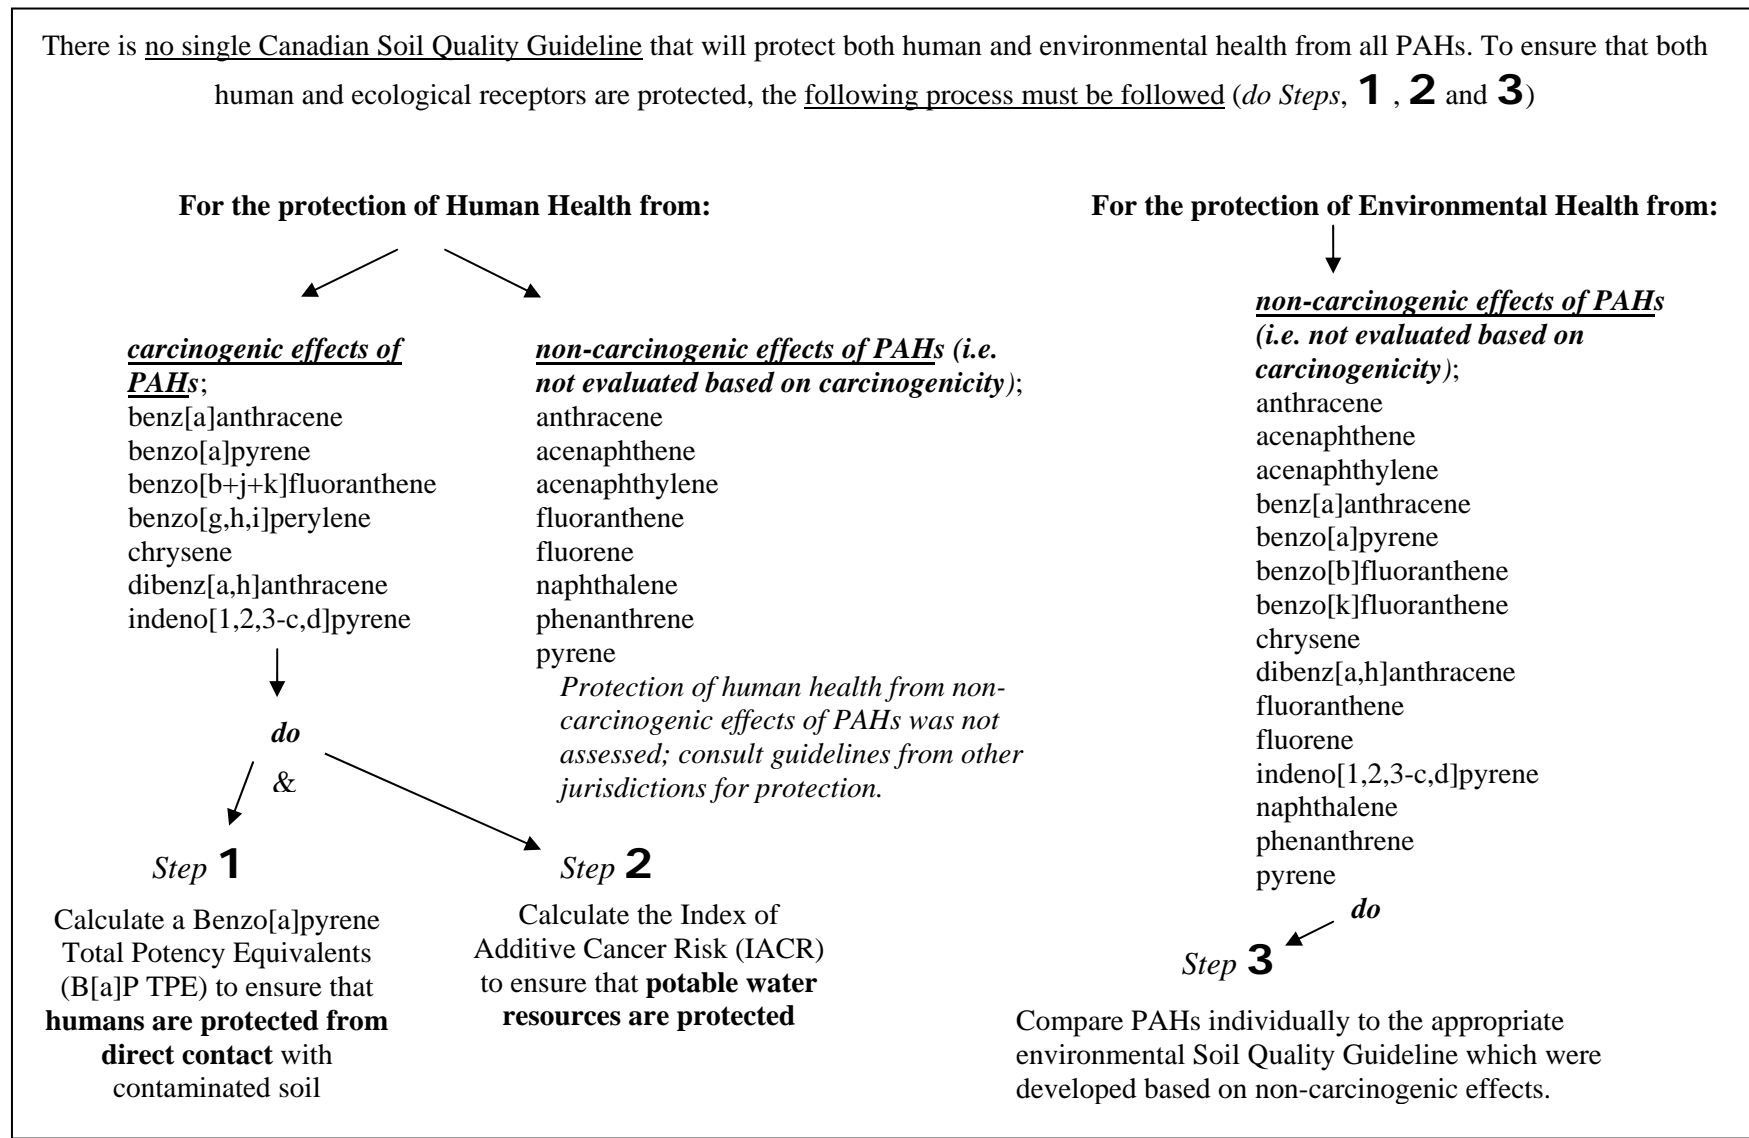 There is no single Canadian Soil Quality Guideline that will protect both human and environmental health from all PAHs. To ensure that both
human and ecological receptors are protected, the following process must be followed (do Steps, 1 , 2 and 3)
For the protection of Human Health from:
carcinogenic effects of
PAHs;
benz[a]anthracene
benzo[a]pyrene
benzo[b+j+k]fluoranthene
benzo[g,h,i]perylene
chrysene
dibenz[a,h]anthracene
indeno[1,2,3-c,d]pyrene
do
&
Step 1
Calculate a Benzo[a]pyrene
Total Potency Equivalents
(B[a]P TPE) to ensure that
humans are protected from
direct contact with
contaminated soil
Step 2
Calculate the Index of
Additive Cancer Risk (IACR)
to ensure that potable water
resources are protected
non-carcinogenic effects of PAHs (i.e.
not evaluated based on carcinogenicity);
anthracene
acenaphthene
acenaphthylene
fluoranthene
fluorene
naphthalene
phenanthrene
pyrene
Protection of human health from non-
carcinogenic effects of PAHs was not
assessed; consult guidelines from other
jurisdictions for protection.
For the protection of Environmental Health from:
non-carcinogenic effects of PAHs
(i.e. not evaluated based on
carcinogenicity);
anthracene
acenaphthene
acenaphthylene
benz[a]anthracene
benzo[a]pyrene
benzo[b]fluoranthene
benzo[k]fluoranthene
chrysene
dibenz[a,h]anthracene
fluoranthene
fluorene
indeno[1,2,3-c,d]pyrene
naphthalene
phenanthrene
pyrene
do
Step 3
Compare PAHs individually to the appropriate
environmental Soil Quality Guideline which were
developed based on non-carcinogenic effects.